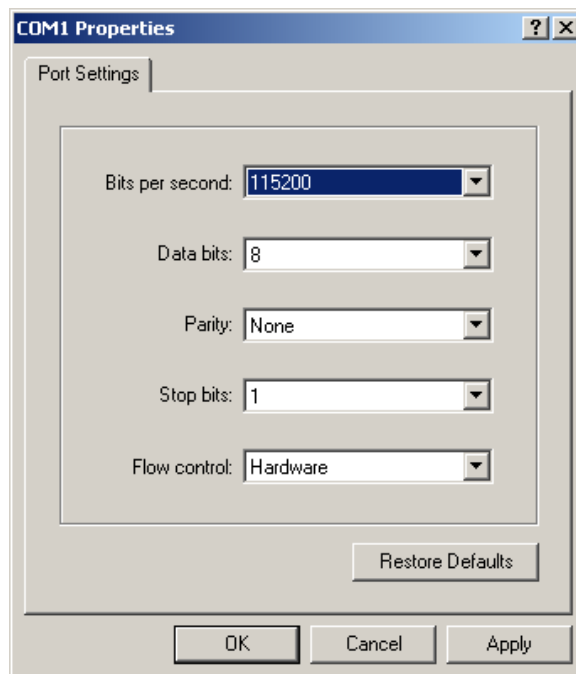 COM1 Properties
Port Settings
Bits per second: 115200
Data bits: 8
Parity: None
Stop bits: 1
Flow control: Hardware
Restore Defaults
OK Cancel Apply